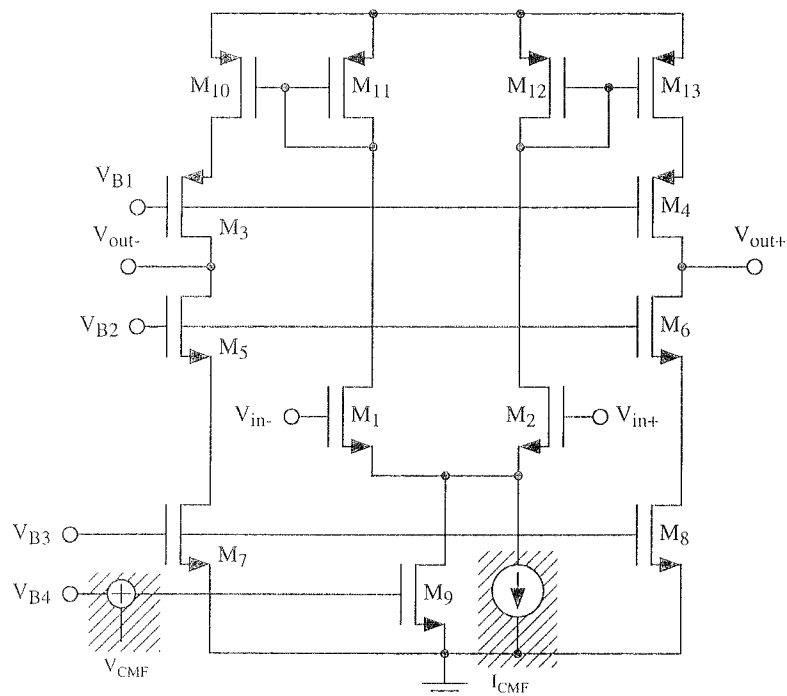 M10
M11
M12
M13
VB1
M3
M4
Vout-
Vout+
VB2
M5
M6
Vin-
M1
M2
Vin+
VB3
M7
M8
VB4
M9
VCMF
ICMF